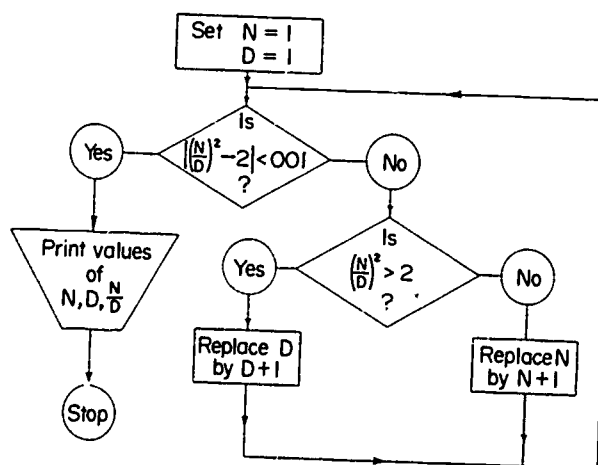 Set N = 1
D = 1
Is
|(N/D)² − 2| < 001
?
Yes
No
Print values
of
N, D, N/D
Stop
Is
(N/D)² > 2
?
Yes
No
Replace D
by D + 1
Replace N
by N + 1